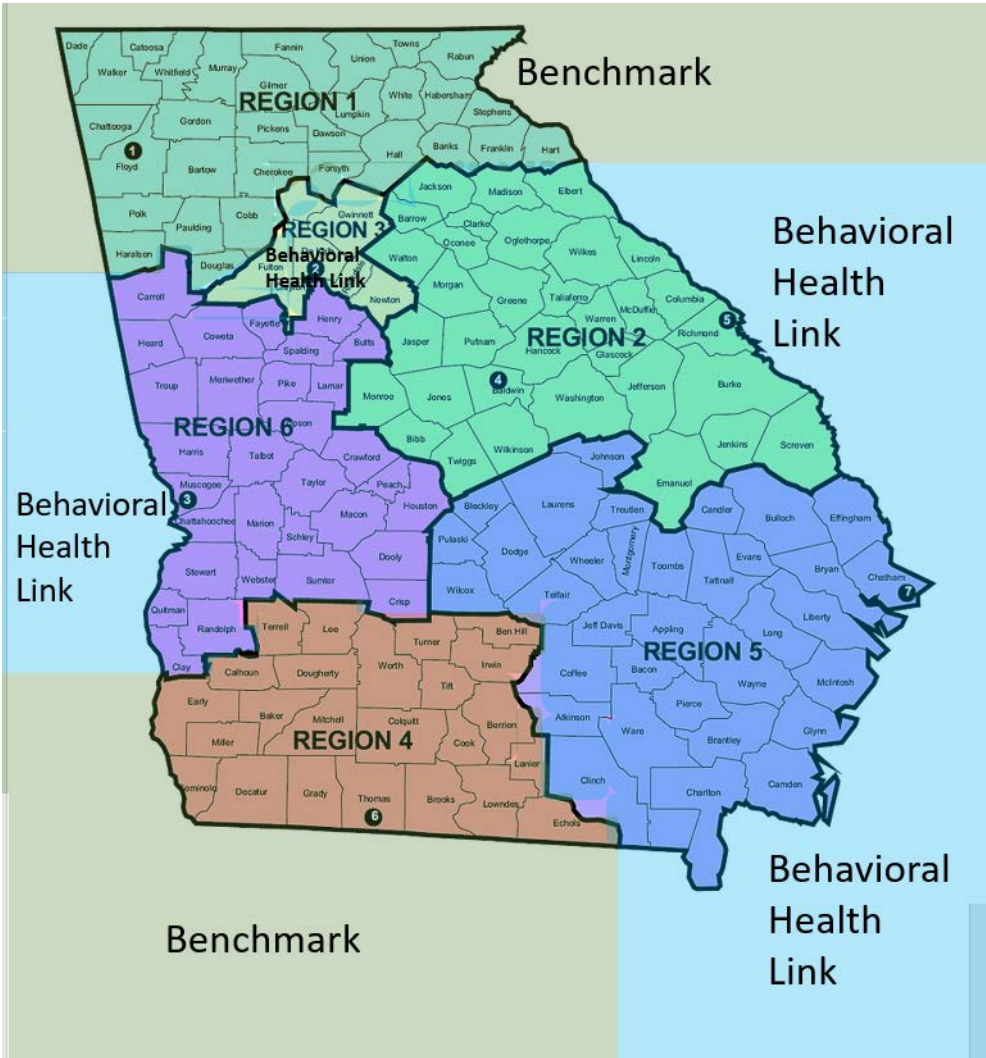 Dade
Catoosa
Fannin
Towns
Union
Rabun
Walker
Whitfield
Murray
Benchmark
Gilmer
White
Habersham
REGION 1
Lumpkin
Stephens
Chattooga
Gordon
Pickens
Dawson
1
Hall
Banks
Franklin
Hart
Floyd
Bartow
Cherokee
Forsyth
Jackson
Madison
Elbert
Polk
Cobb
Gwinnett
Paulding
Barrow
Clarke
REGION 3
Oconee
Oglethorpe
Behavioral
Health
Link
Haralson
Walton
Wilkes
Lincoln
Douglas
Fulton
Behavioral
2
Health Link
Morgan
Carroll
Newton
Greene
Taliaferro
Columbia
Warren
McDuffie
Fayette
Henry
5
Richmond
Heard
Coweta
Butts
Jasper
Putnam
REGION 2
Spalding
Hancock
Glascock
Troup
Meriwether
Pike
Lamar
4
Jefferson
Burke
Monroe
Jones
Baldwin
Washington
REGION 6
Harris
Talbot
Bibb
Wilkinson
Jenkins
Screven
Crawford
Twiggs
Johnson
Muscogee
Taylor
Peach
Emanuel
3
Houston
Bleckley
Laurens
Treutlen
Candler
Bulloch
Effingham
Behavioral
Health
Link
Chattahoochee
Marion
Macon
Schley
Pulaski
Dodge
Montgomery
Wheeler
Toombs
Evans
Dooly
Tattnall
Bryan
Chatham
7
Stewart
Webster
Sumter
Wilcox
Telfair
Crisp
Quitman
Liberty
Randolph
Terrell
Lee
Turner
Ben Hill
Jeff Davis
Appling
Long
Clay
Calhoun
Dougherty
Worth
Irwin
Coffee
Bacon
REGION 5
Wayne
McIntosh
Tift
Early
Baker
Mitchell
Colquitt
Berrien
Atkinson
Pierce
Miller
REGION 4
Cook
Ware
Brantley
Glynn
Lanier
Clinch
Charlton
Camden
Decatur
Grady
Thomas
Brooks
Lowndes
6
Echols
Behavioral
Health
Link
Benchmark